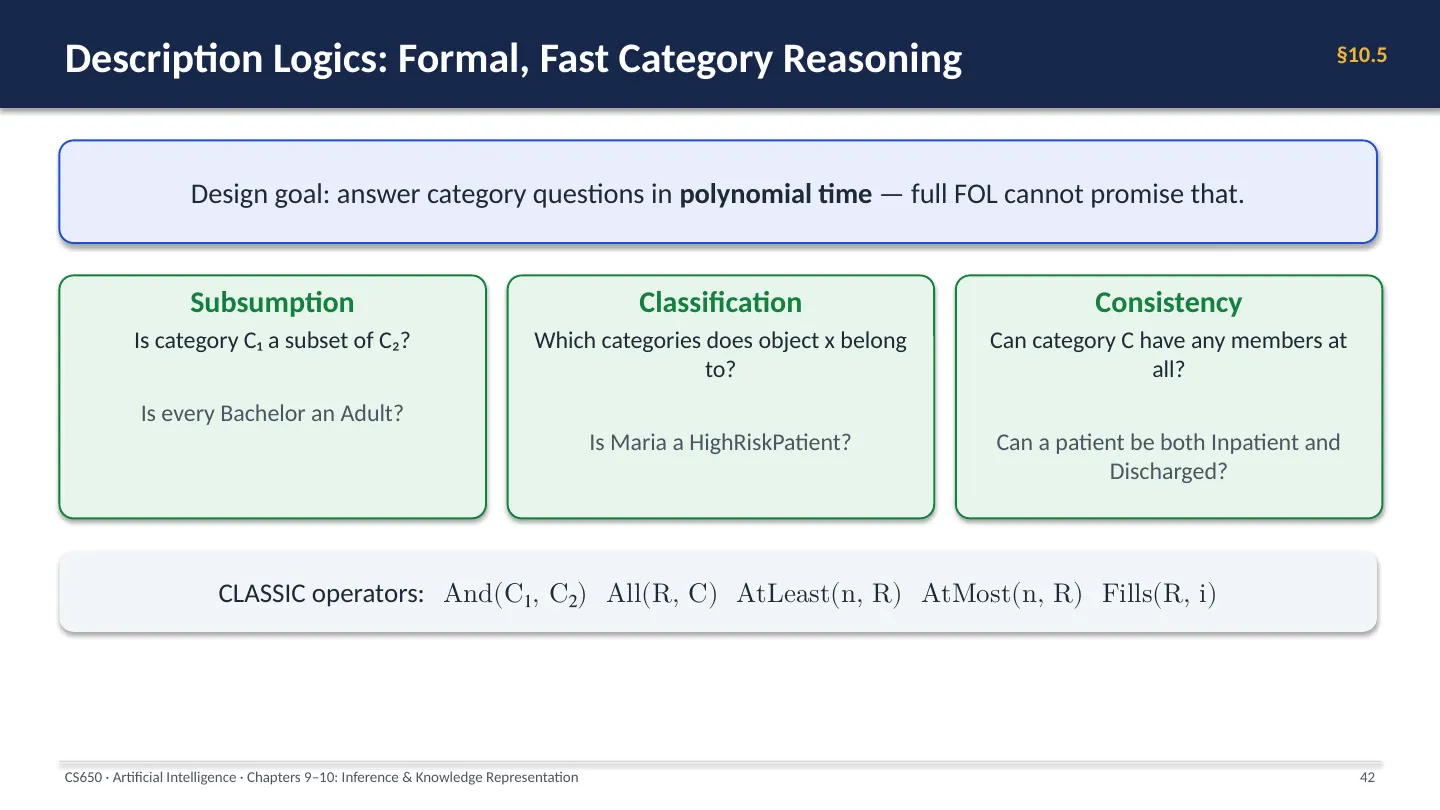 Description Logics: Formal, Fast Category Reasoning
§10.5
Design goal: answer category questions in polynomial time — full FOL cannot promise that.
Subsumption
Is category C₁ a subset of C₂?
Is every Bachelor an Adult?
Classification
Which categories does object x belong
to?
Is Maria a HighRiskPatient?
Consistency
Can category C have any members at
all?
Can a patient be both Inpatient and
Discharged?
CLASSIC operators: And(C₁, C₂) All(R, C) AtLeast(n, R) AtMost(n, R) Fills(R, i)
CS650 · Artificial Intelligence · Chapters 9–10: Inference & Knowledge Representation
42